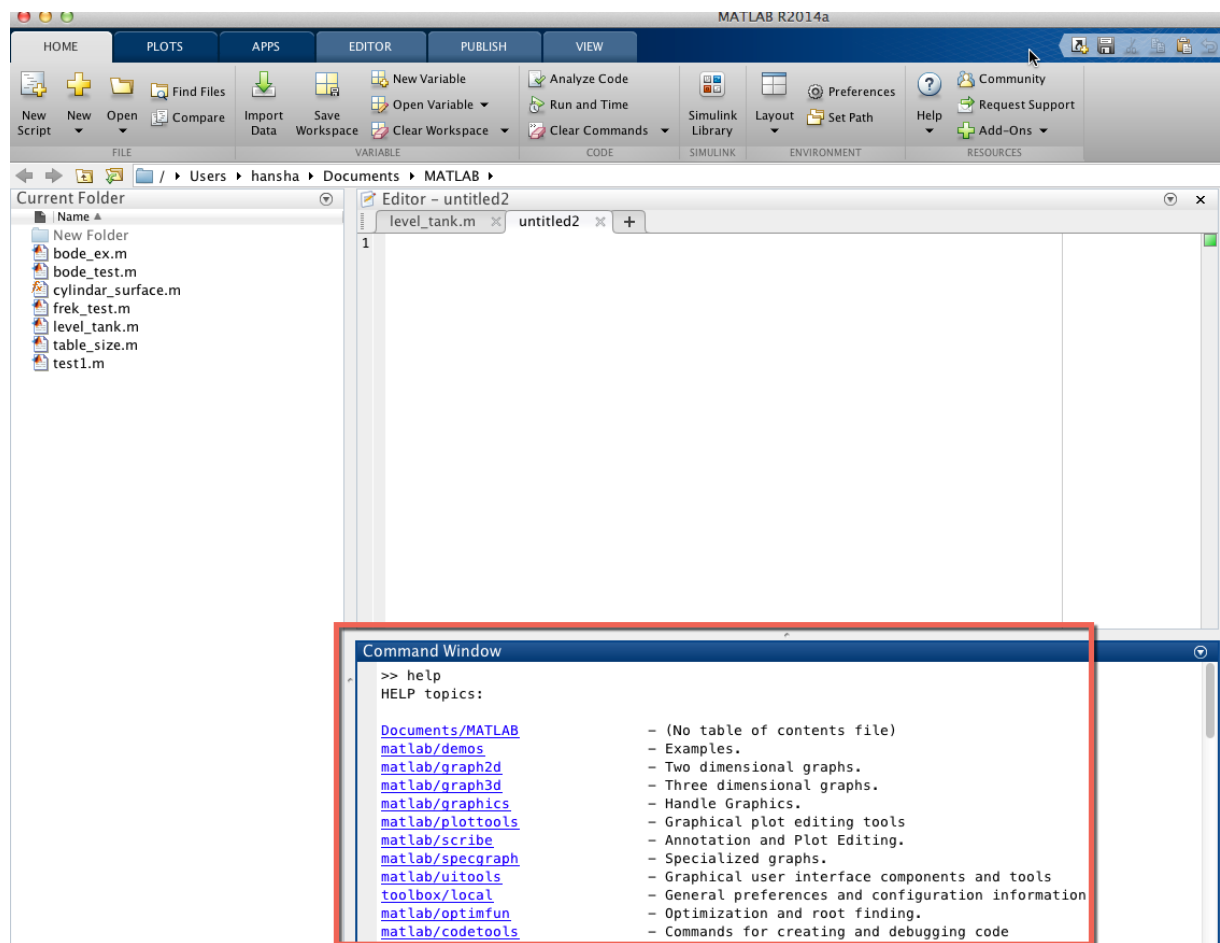 MATLAB R2014a
HOME PLOTS APPS EDITOR PUBLISH VIEW
New Script
New
Open
Find Files
Compare
FILE
Import Data
Save Workspace
New Variable
Open Variable
Clear Workspace
VARIABLE
Analyze Code
Run and Time
Clear Commands
CODE
Simulink Library
SIMULINK
Layout
Preferences
Set Path
ENVIRONMENT
Help
Community
Request Support
Add-Ons
RESOURCES
/ Users hansha Documents MATLAB
Current Folder
Name
New Folder
bode_ex.m
bode_test.m
cylindar_surface.m
frek_test.m
level_tank.m
table_size.m
test1.m
Editor – untitled2
level_tank.m untitled2 +
1
Command Window
>> help
HELP topics:
Documents/MATLAB – (No table of contents file)
matlab/demos – Examples.
matlab/graph2d – Two dimensional graphs.
matlab/graph3d – Three dimensional graphs.
matlab/graphics – Handle Graphics.
matlab/plottools – Graphical plot editing tools
matlab/scribe – Annotation and Plot Editing.
matlab/specgraph – Specialized graphs.
matlab/uitools – Graphical user interface components and tools
toolbox/local – General preferences and configuration information
matlab/optimfun – Optimization and root finding.
matlab/codetools – Commands for creating and debugging code